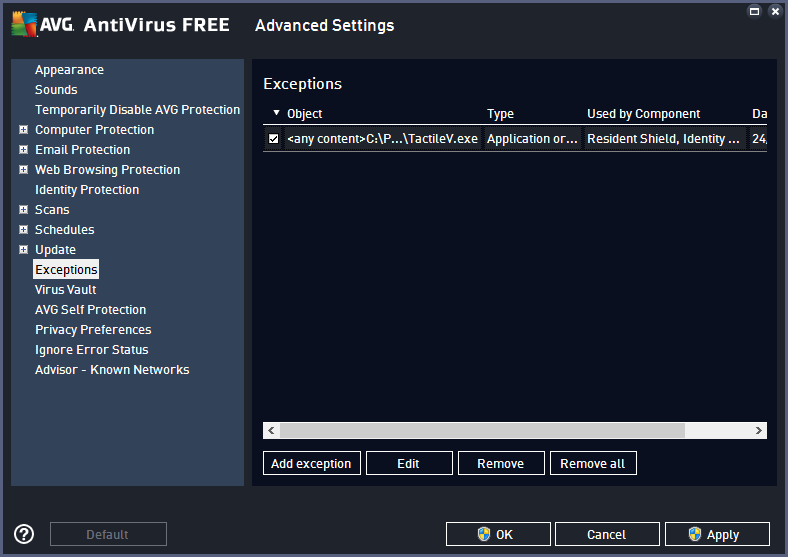 AVG. AntiVirus FREE Advanced Settings
Appearance
Sounds
Temporarily Disable AVG Protection
Computer Protection
Email Protection
Web Browsing Protection
Identity Protection
Scans
Schedules
Update
Exceptions
Virus Vault
AVG Self Protection
Privacy Preferences
Ignore Error Status
Advisor - Known Networks
Exceptions
Object Type Used by Component Da
<any content>C:\P...\TactileV.exe Application or... Resident Shield, Identity ... 24,
Add exception Edit Remove Remove all
? Default OK Cancel Apply